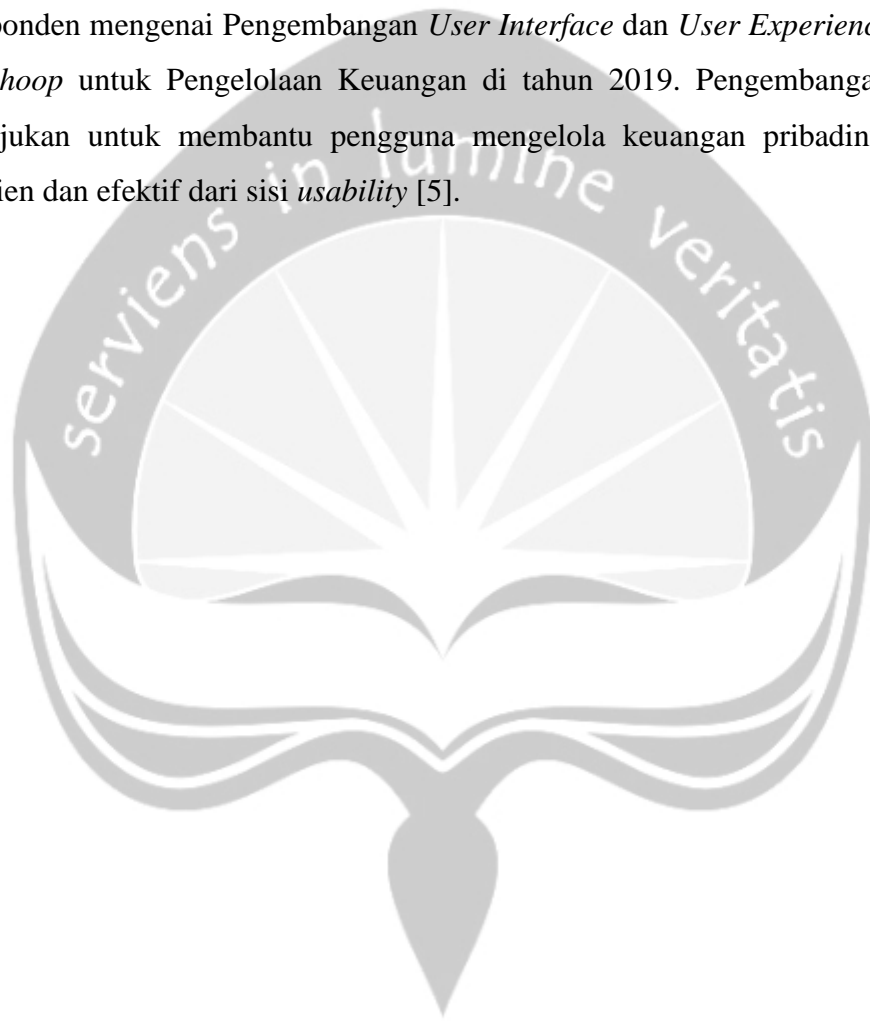 ponden mengenai Pengembangan User Interface dan User Experienc
hoop untuk Pengelolaan Keuangan di tahun 2019. Pengembanga
jukan untuk membantu pengguna mengelola keuangan pribadin
ien dan efektif dari sisi usability [5].
serviens in lumine veritatis